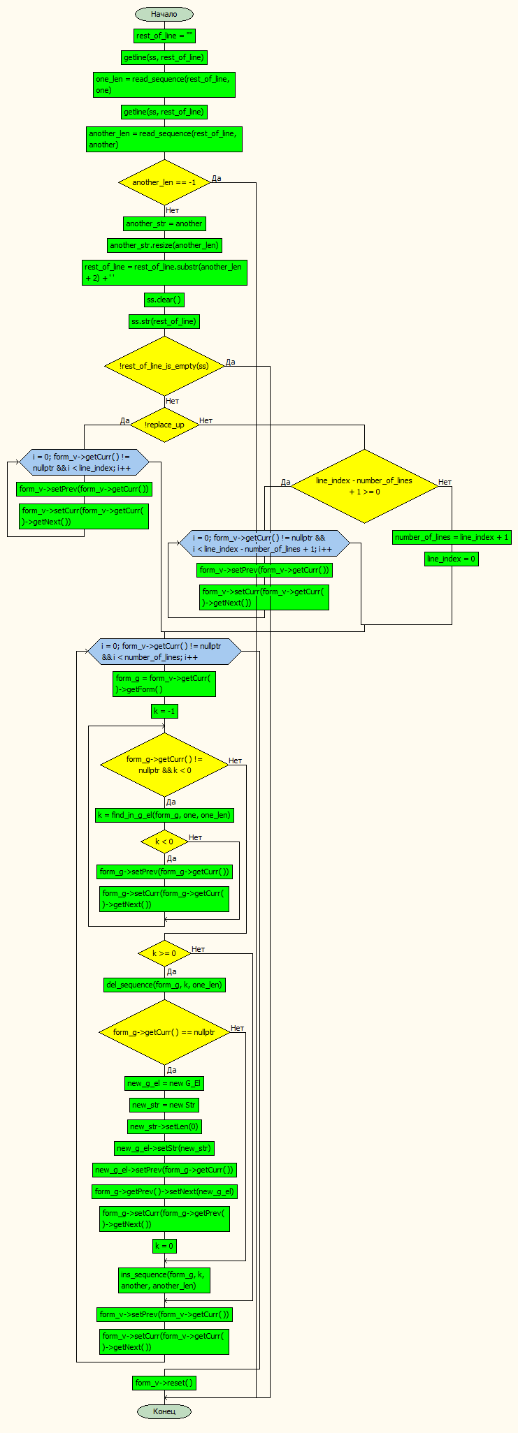 Начало
rest_of_line = ""
getline(ss, rest_of_line)
one_len = read_sequence(rest_of_line,
one)
getline(ss, rest_of_line)
another_len = read_sequence(rest_of_line,
another)
another_len == -1
Да
Нет
another_str = another
another_str.resize(another_len)
rest_of_line = rest_of_line.substr(another_len
+ 2) + " "
ss.clear( )
ss.str(rest_of_line)
!rest_of_line_is_empty(ss)
Да
Нет
!replace_up
Да
Нет
i = 0; form_v->getCurr( ) !=
nullptr && i < line_index; i++
form_v->setPrev(form_v->getCurr( ))
form_v->setCurr(form_v->getCurr(
)->getNext( ))
line_index - number_of_lines
+ 1 >= 0
Да
Нет
i = 0; form_v->getCurr( ) != nullptr &&
i < line_index - number_of_lines + 1; i++
form_v->setPrev(form_v->getCurr( ))
form_v->setCurr(form_v->getCurr(
)->getNext( ))
number_of_lines = line_index + 1
line_index = 0
i = 0; form_v->getCurr( ) != nullptr
&& i < number_of_lines; i++
form_g = form_v->getCurr(
)->getForm( )
k = -1
form_g->getCurr( ) !=
nullptr && k < 0
Нет
Да
k = find_in_g_el(form_g, one, one_len)
k < 0
Нет
Да
form_g->setPrev(form_g->getCurr( ))
form_g->setCurr(form_g->getCurr(
)->getNext( ))
k >= 0
Нет
Да
del_sequence(form_g, k, one_len)
form_g->getCurr( ) == nullptr
Нет
Да
new_g_el = new G_El
new_str = new Str
new_str->setLen(0)
new_g_el->setStr(new_str)
new_g_el->setPrev(form_g->getCurr( ))
form_g->getPrev( )->setNext(new_g_el)
form_g->setCurr(form_g->getPrev(
)->getNext( ))
k = 0
ins_sequence(form_g, k,
another, another_len)
form_v->setPrev(form_v->getCurr( ))
form_v->setCurr(form_v->getCurr(
)->getNext( ))
form_v->reset( )
Конец